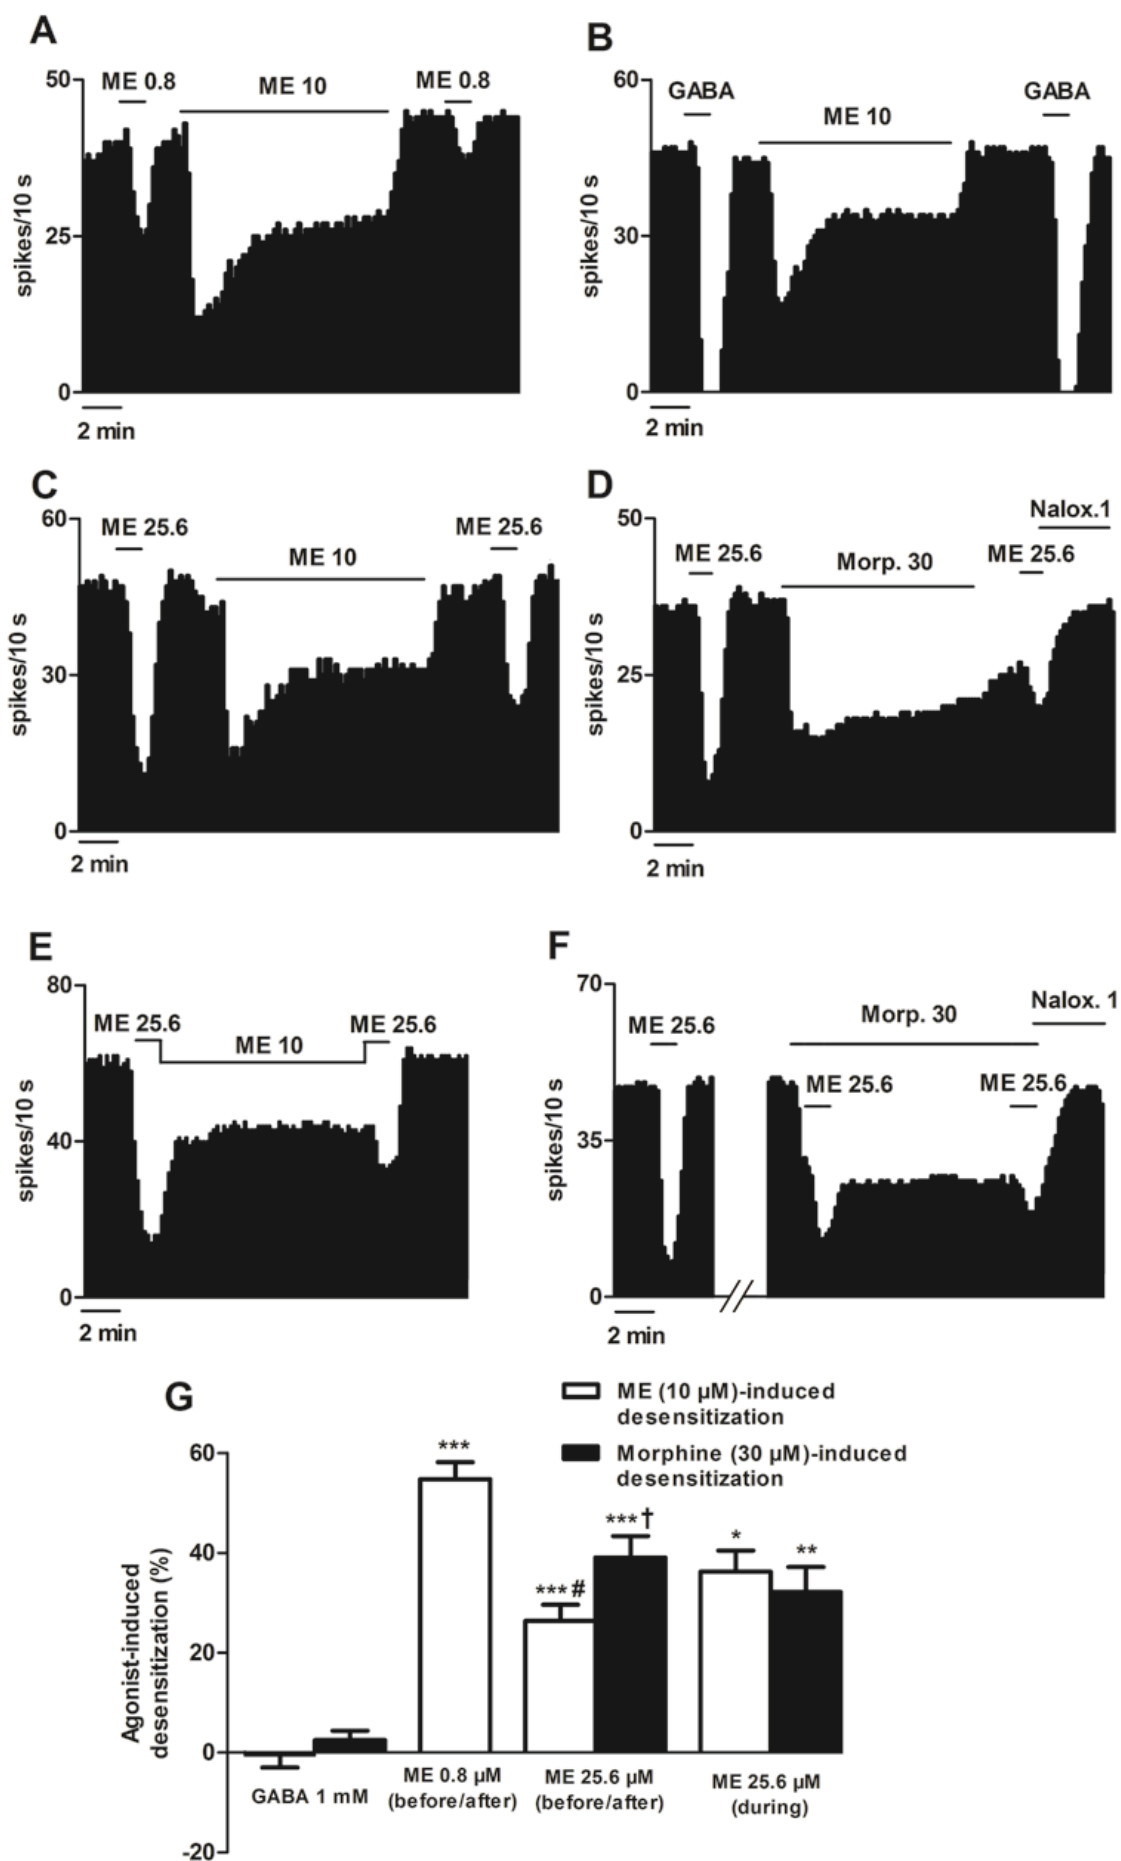 A
50
25
0
spikes/10 s
ME 0.8
ME 10
ME 0.8
2 min
B
60
30
0
spikes/10 s
GABA
ME 10
GABA
2 min
C
60
30
0
spikes/10 s
ME 25.6
ME 10
ME 25.6
2 min
D
50
25
0
spikes/10 s
ME 25.6
Morp. 30
ME 25.6
Nalox.1
2 min
E
80
40
0
spikes/10 s
ME 25.6
ME 10
ME 25.6
2 min
F
70
35
0
spikes/10 s
ME 25.6
Morp. 30
Nalox. 1
ME 25.6
ME 25.6
2 min
G
ME (10 µM)-induced
desensitization
Morphine (30 µM)-induced
desensitization
60
40
20
0
-20
Agonist-induced
desensitization (%)
***
***#
***†
*
**
GABA 1 mM
ME 0.8 µM
(before/after)
ME 25.6 µM
(before/after)
ME 25.6 µM
(during)